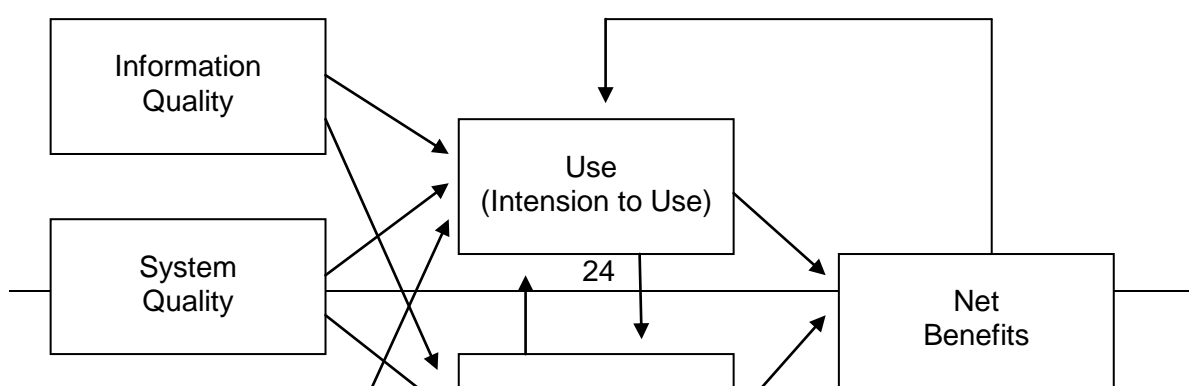 Information
Quality
Use
(Intension to Use)
System
Quality
24
Net
Benefits